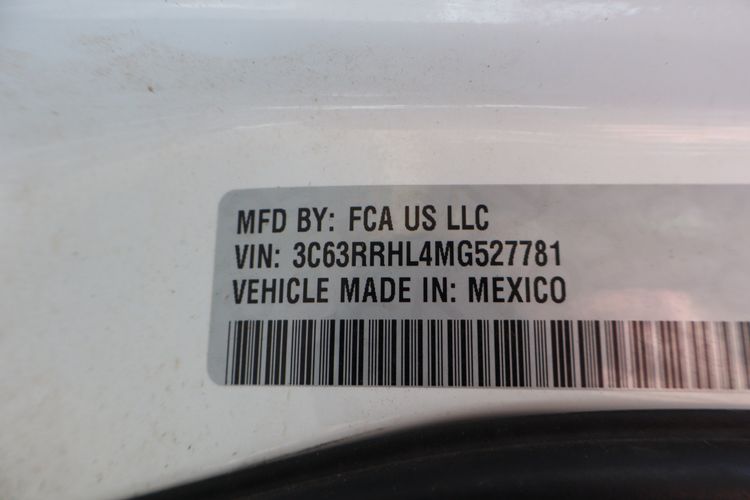 MFD BY: FCA US LLC
VIN: 3C63RRHL4MG527781
VEHICLE MADE IN: MEXICO